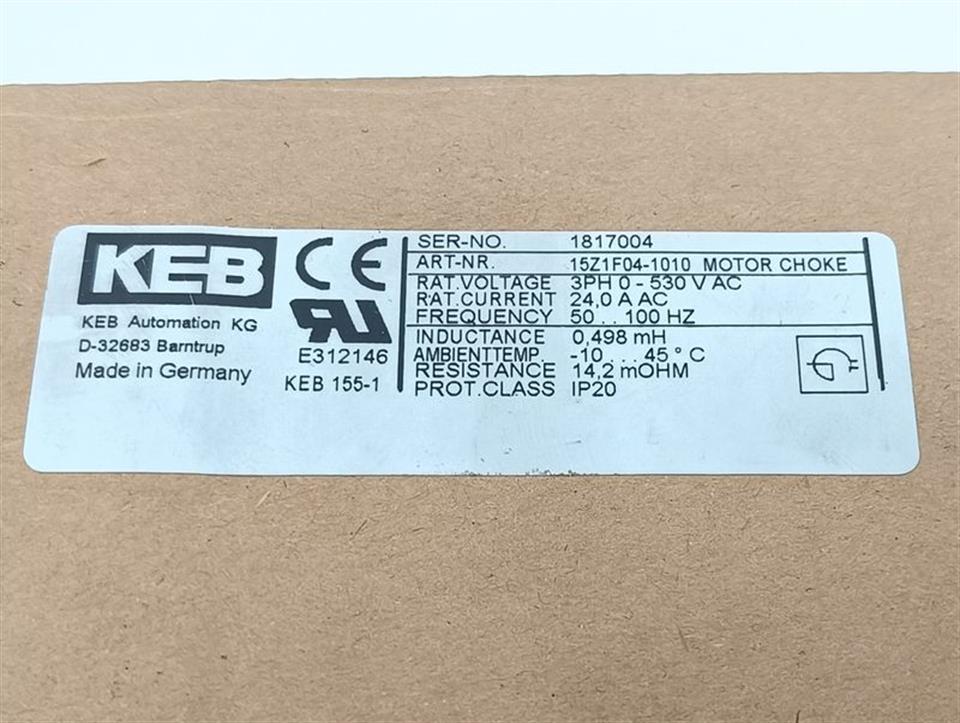 KEB
KEB Automation KG
D-32683 Barntrup
Made in Germany
CE
RU
E312146
KEB 155-1
SER-NO. 1817004
ART-NR. 15Z1F04-1010 MOTOR CHOKE
RAT.VOLTAGE 3PH 0 - 530 V AC
RAT.CURRENT 24,0 A AC
FREQUENCY 50 . . 100 HZ
INDUCTANCE 0,498 mH
AMBIENTTEMP. -10 . . . 45 ° C
RESISTANCE 14,2 mOHM
PROT.CLASS IP20